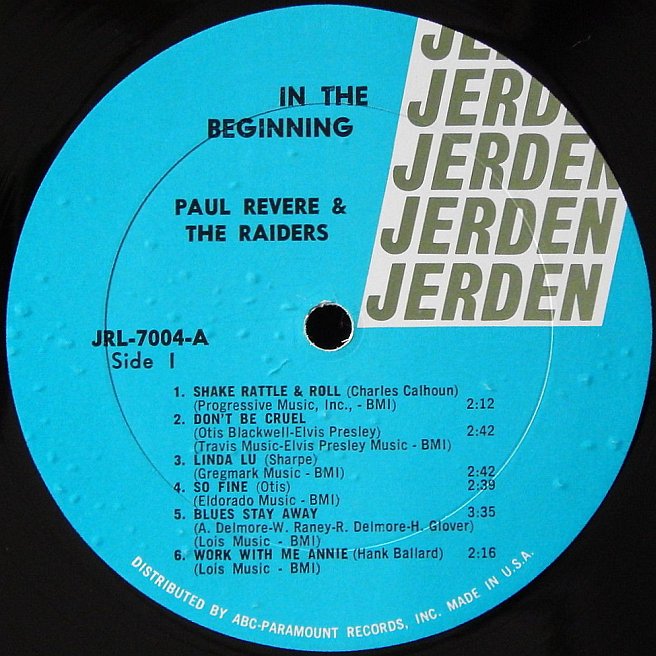 IN THE
BEGINNING
PAUL REVERE &
THE RAIDERS
JERDEN
JERDEN
JERDEN
JERDEN
JERDEN
JRL-7004-A
Side 1
1. SHAKE RATTLE & ROLL (Charles Calhoun)
(Progressive Music, Inc., - BMI) 2:12
2. DON'T BE CRUEL
(Otis Blackwell-Elvis Presley) 2:42
(Travis Music-Elvis Presley Music - BMI)
3. LINDA LU (Sharpe)
(Gregmark Music - BMI) 2:42
4. SO FINE (Otis) 2:39
(Eldorado Music - BMI)
5. BLUES STAY AWAY 3:35
(A. Delmore-W. Raney-R. Delmore-H. Glover)
(Lois Music - BMI)
6. WORK WITH ME ANNIE (Hank Ballard) 2:16
(Lois Music - BMI)
DISTRIBUTED BY ABC-PARAMOUNT RECORDS, INC. MADE IN U.S.A.